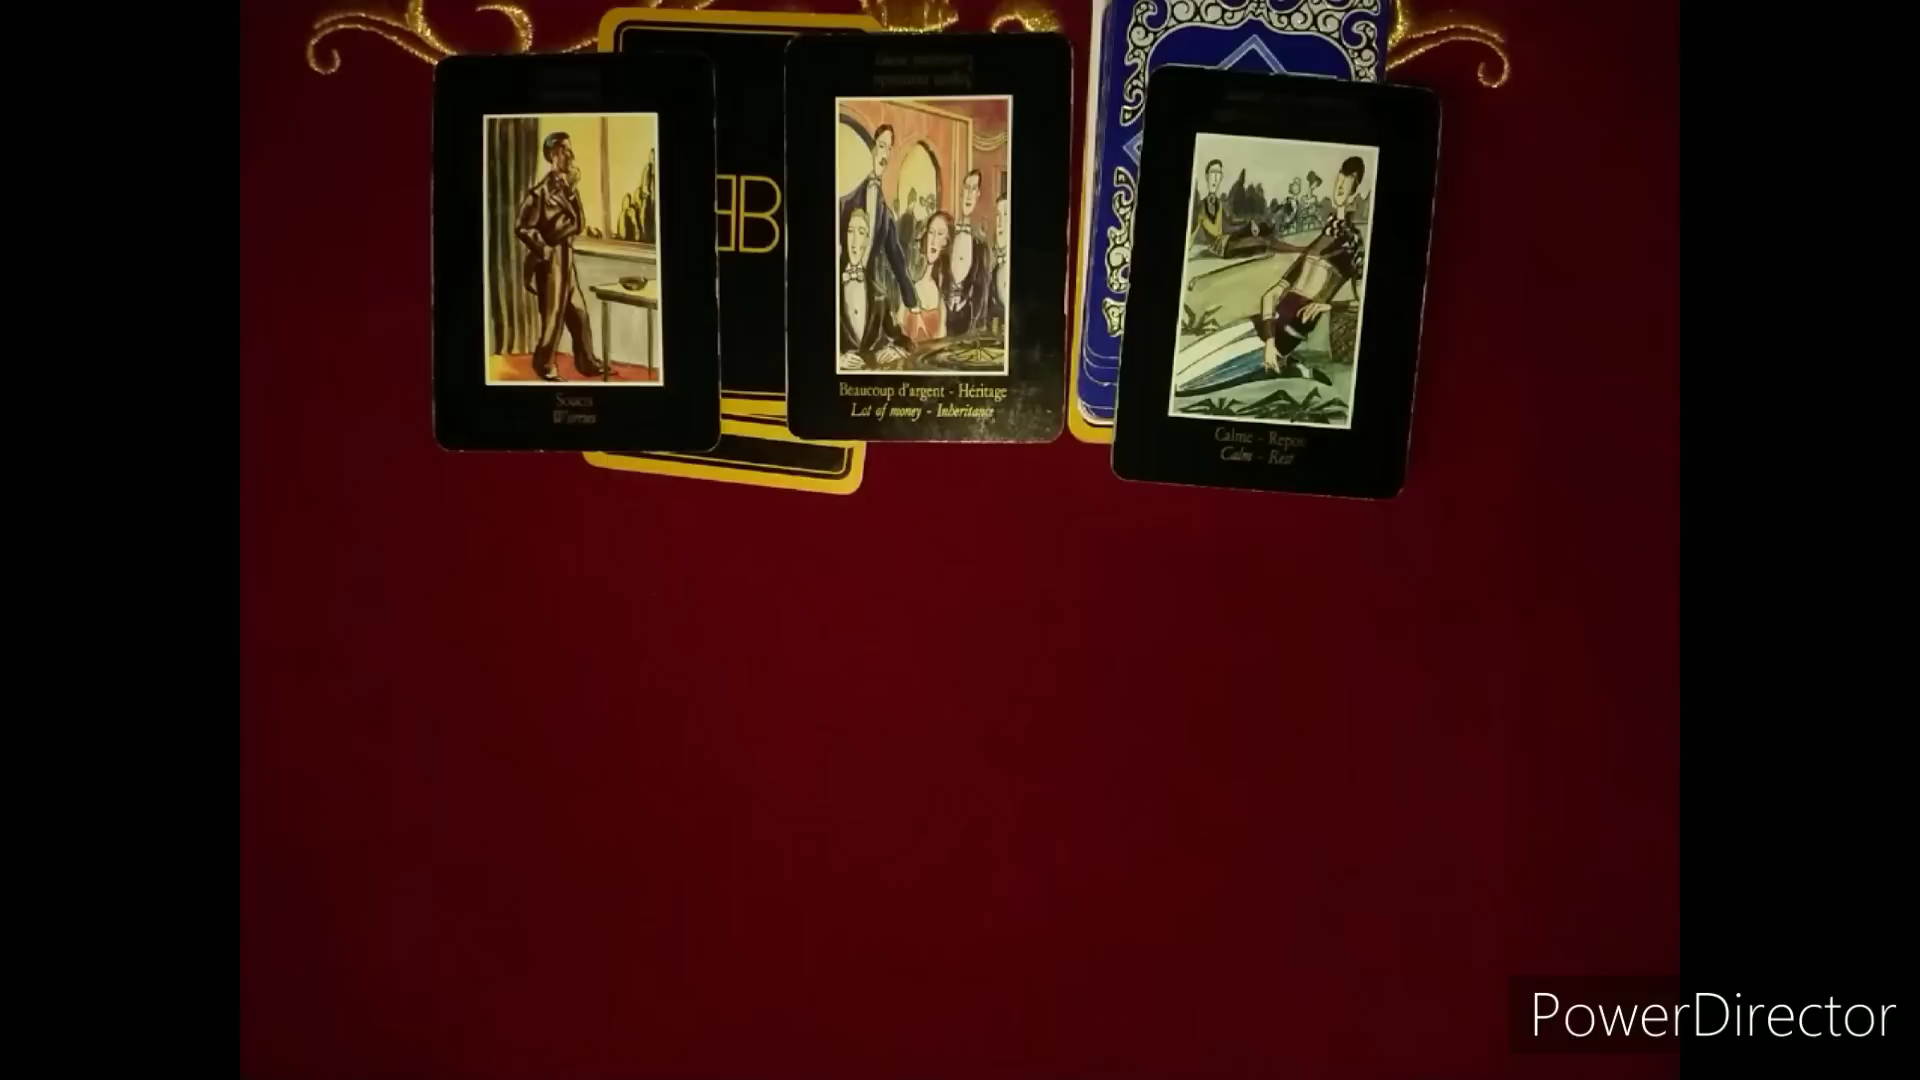 Soucis
Worries
Beaucoup d'argent - Héritage
Lot of money - Inheritance
Calme - Repos
Calm - Rest
PowerDirector